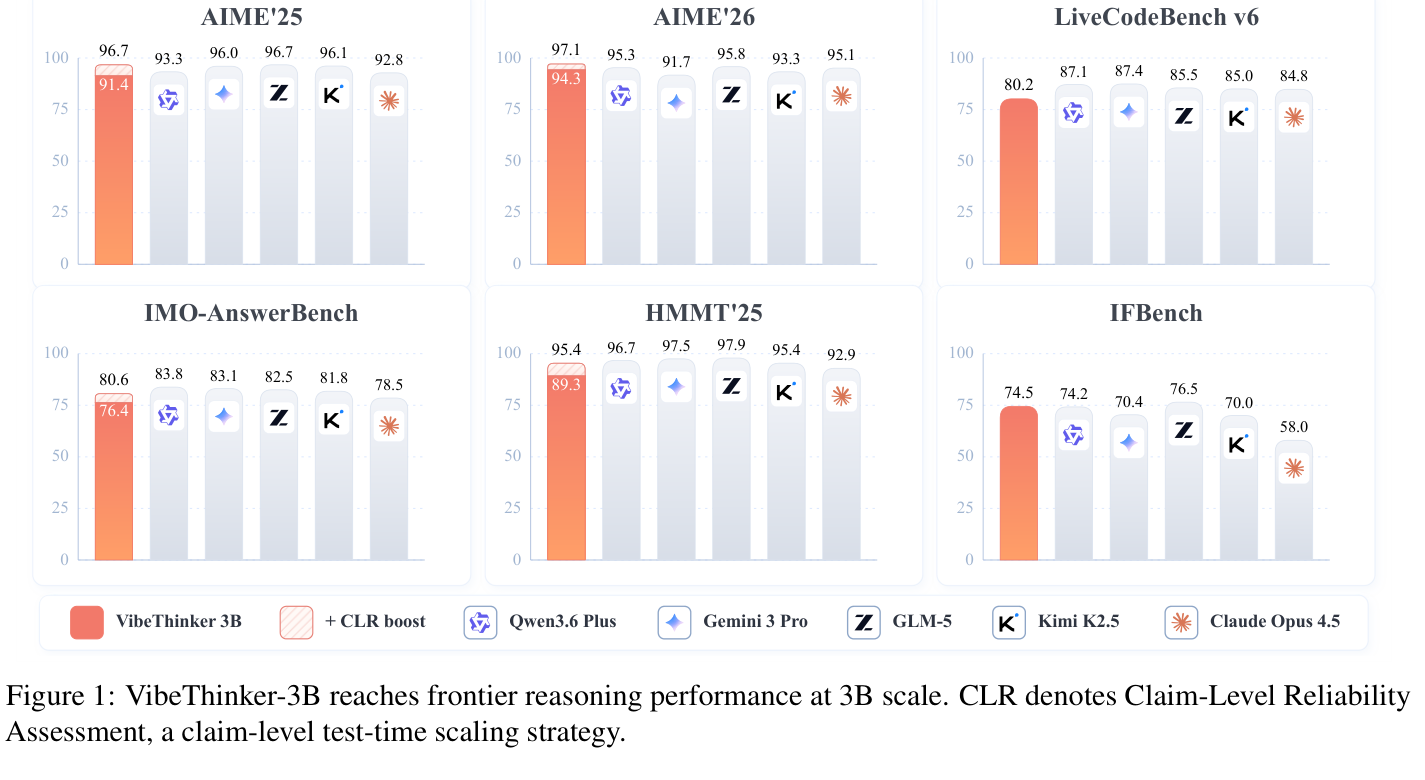 AIME'25
AIME'26
LiveCodeBench v6
96.7 93.3 96.0 96.7 96.1 92.8
91.4
100
75
50
25
0
97.1 95.3 91.7 95.8 93.3 95.1
94.3
100
75
50
25
0
80.2 87.1 87.4 85.5 85.0 84.8
100
75
50
25
0
IMO-AnswerBench
HMMT'25
IFBench
80.6 83.8 83.1 82.5 81.8 78.5
76.4
100
75
50
25
0
95.4 96.7 97.5 97.9 95.4 92.9
89.3
100
75
50
25
0
74.5 74.2 70.4 76.5 70.0 58.0
100
75
50
25
0
VibeThinker 3B + CLR boost Qwen3.6 Plus Gemini 3 Pro GLM-5 Kimi K2.5 Claude Opus 4.5
Figure 1: VibeThinker-3B reaches frontier reasoning performance at 3B scale. CLR denotes Claim-Level Reliability
Assessment, a claim-level test-time scaling strategy.